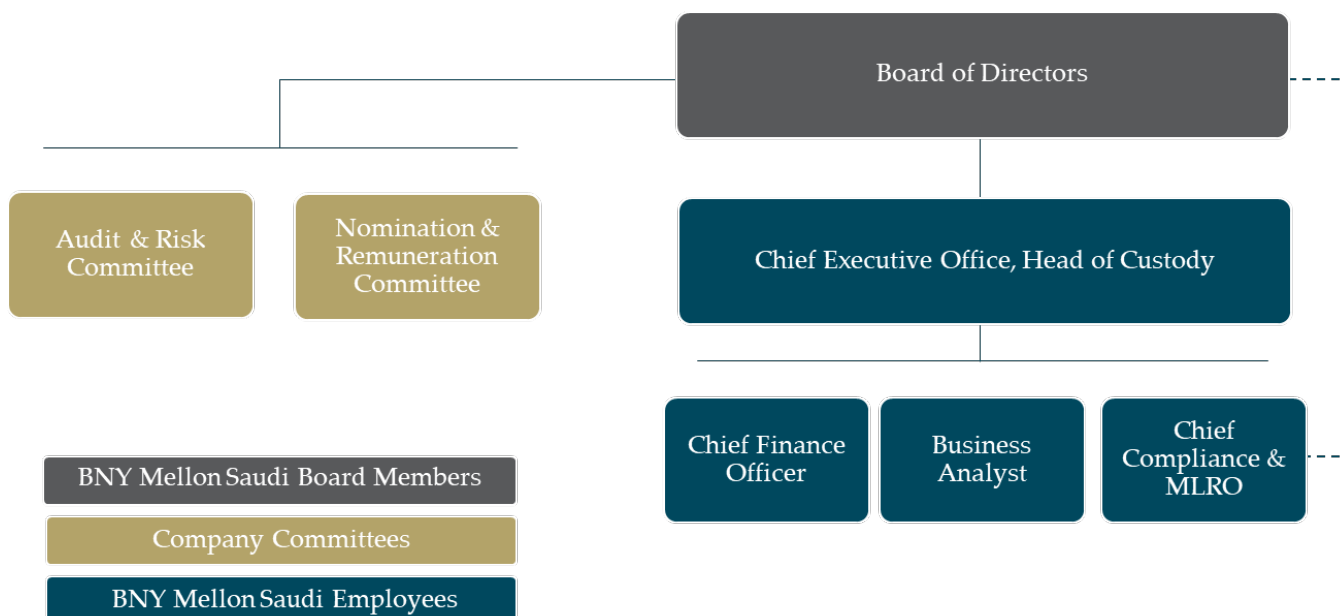 Board of Directors
Audit & Risk
Committee
Nomination &
Remuneration
Committee
Chief Executive Office, Head of Custody
Chief Finance
Officer
Business
Analyst
Chief
Compliance &
MLRO
BNY Mellon Saudi Board Members
Company Committees
BNY Mellon Saudi Employees